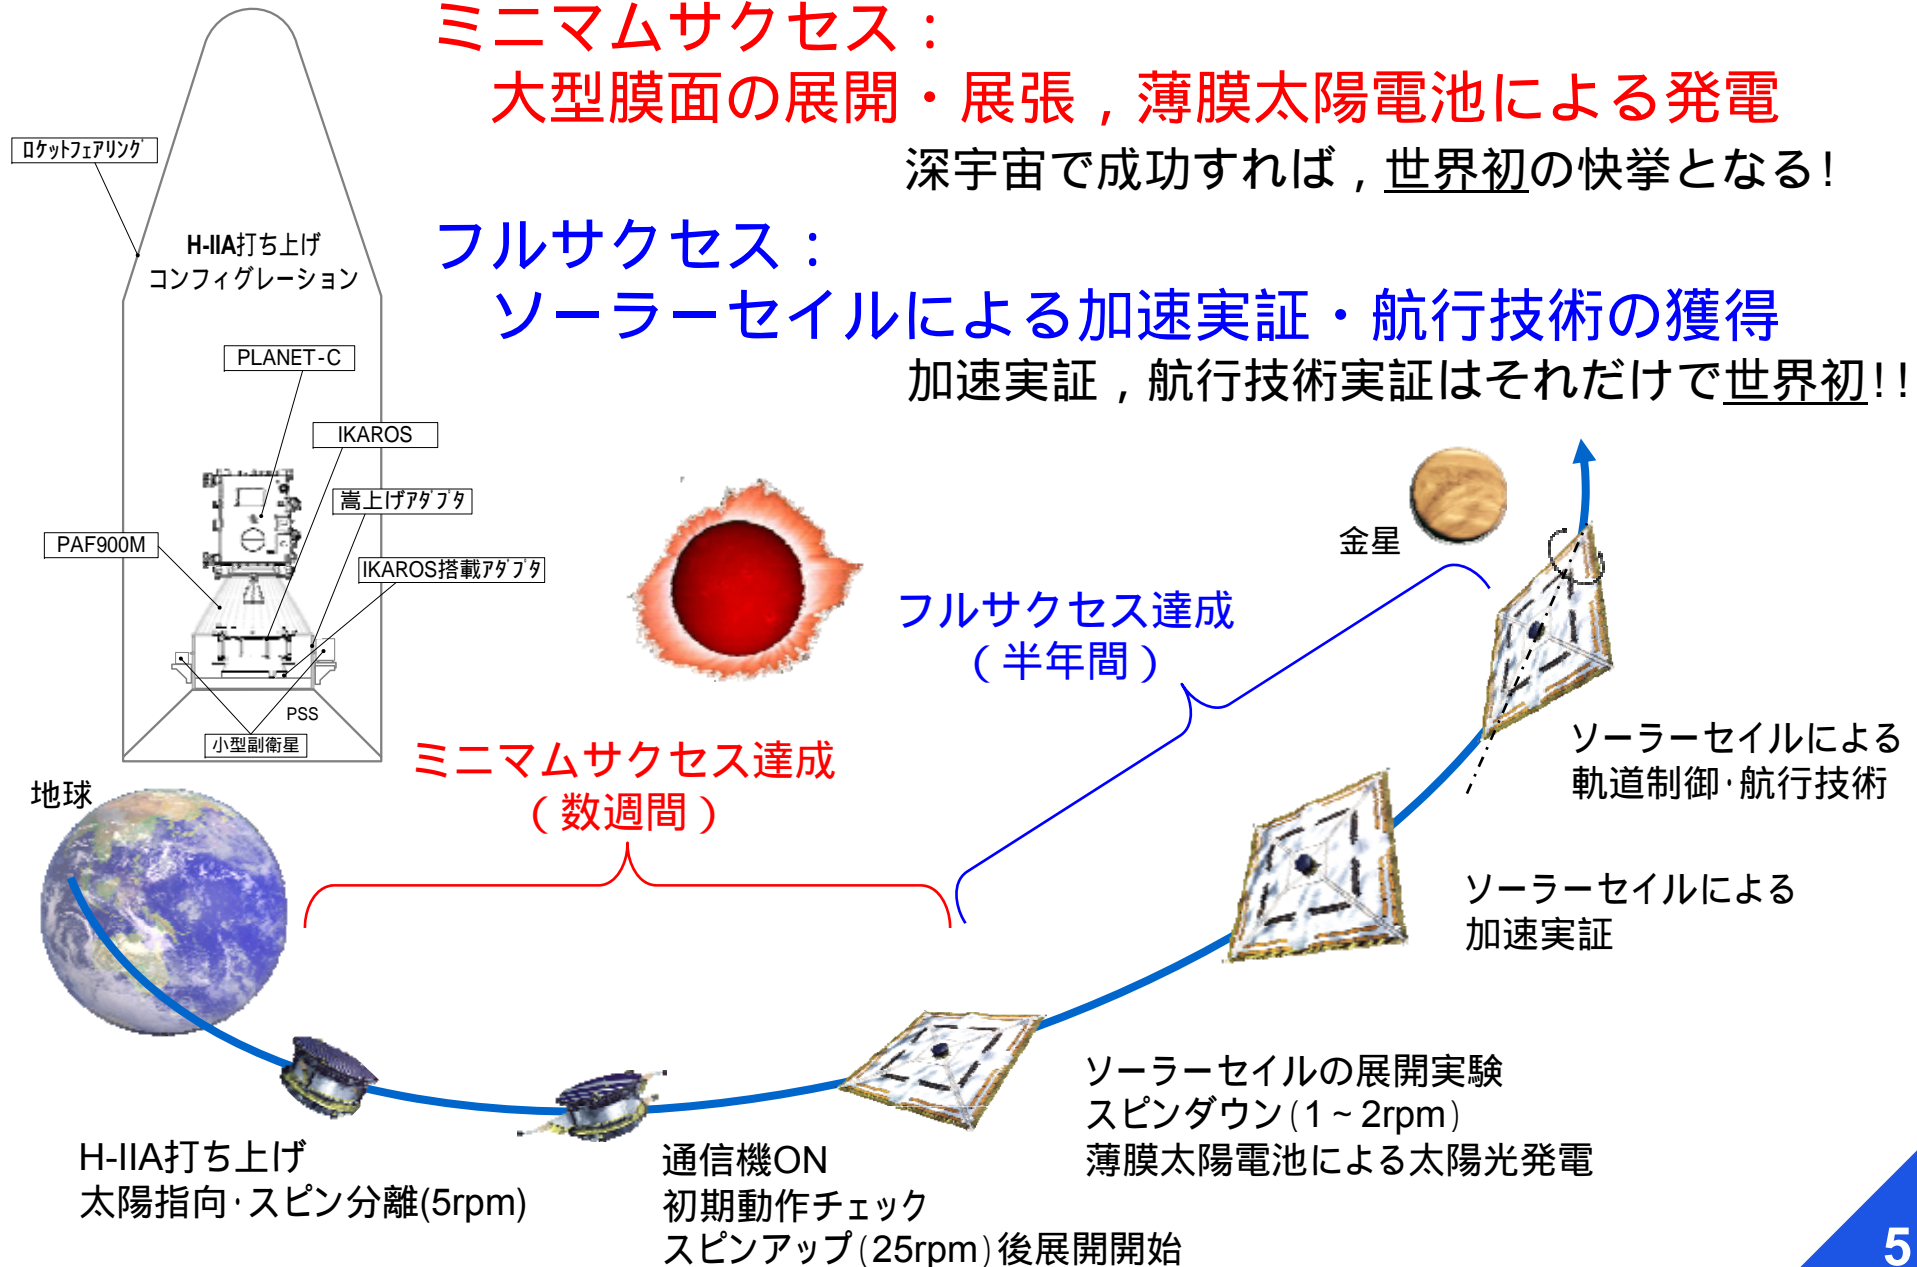 ミニマムサクセス：
大型膜面の展開・展張，薄膜太陽電池による発電
深宇宙で成功すれば，世界初の快挙となる!
フルサクセス：
ソーラーセイルによる加速実証・航行技術の獲得
加速実証，航行技術実証はそれだけで世界初!!
ﾛｹｯﾄﾌｪｱﾘﾝｸﾞ
H-IIA打ち上げ
コンフィグレーション
PLANET-C
IKAROS
嵩上げｱﾀﾞﾌﾟﾀ
PAF900M
IKAROS搭載ｱﾀﾞﾌﾟﾀ
PSS
小型副衛星
金星
フルサクセス達成
（半年間）
ミニマムサクセス達成
（数週間）
地球
ソーラーセイルによる
軌道制御･航行技術
ソーラーセイルによる
加速実証
ソーラーセイルの展開実験
スピンダウン(1～2rpm)
薄膜太陽電池による太陽光発電
H-IIA打ち上げ
太陽指向･スピン分離(5rpm)
通信機ON
初期動作チェック
スピンアップ(25rpm)後展開開始
5